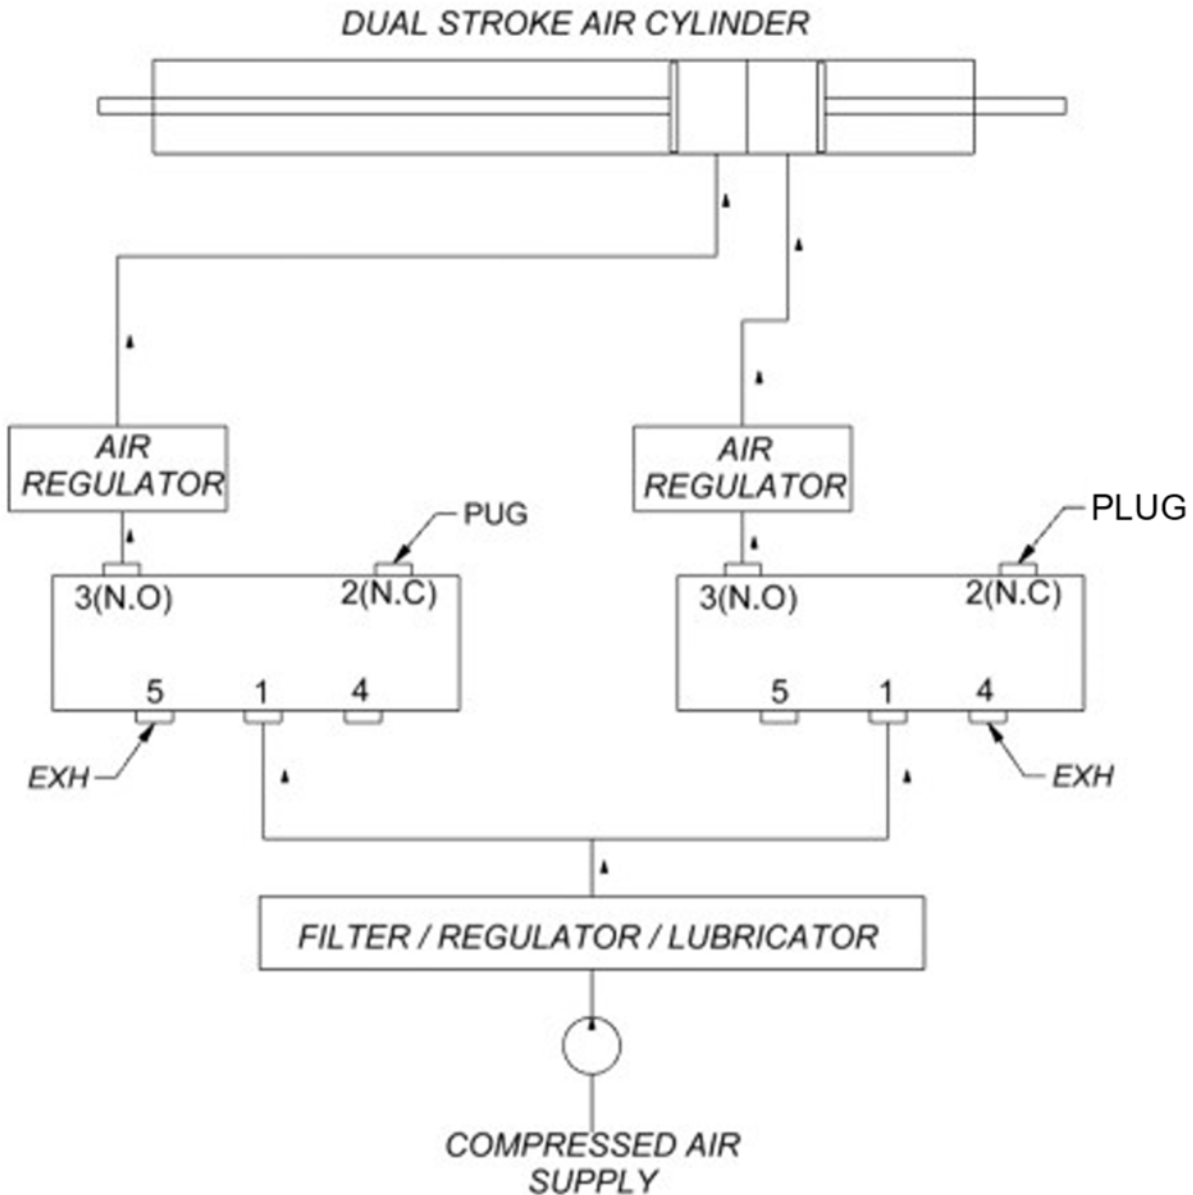 DUAL STROKE AIR CYLINDER
AIR
REGULATOR
AIR
REGULATOR
PUG
PLUG
3(N.O)
2(N.C)
3(N.O)
2(N.C)
5
1
4
5
1
4
EXH
EXH
FILTER / REGULATOR / LUBRICATOR
COMPRESSED AIR
SUPPLY